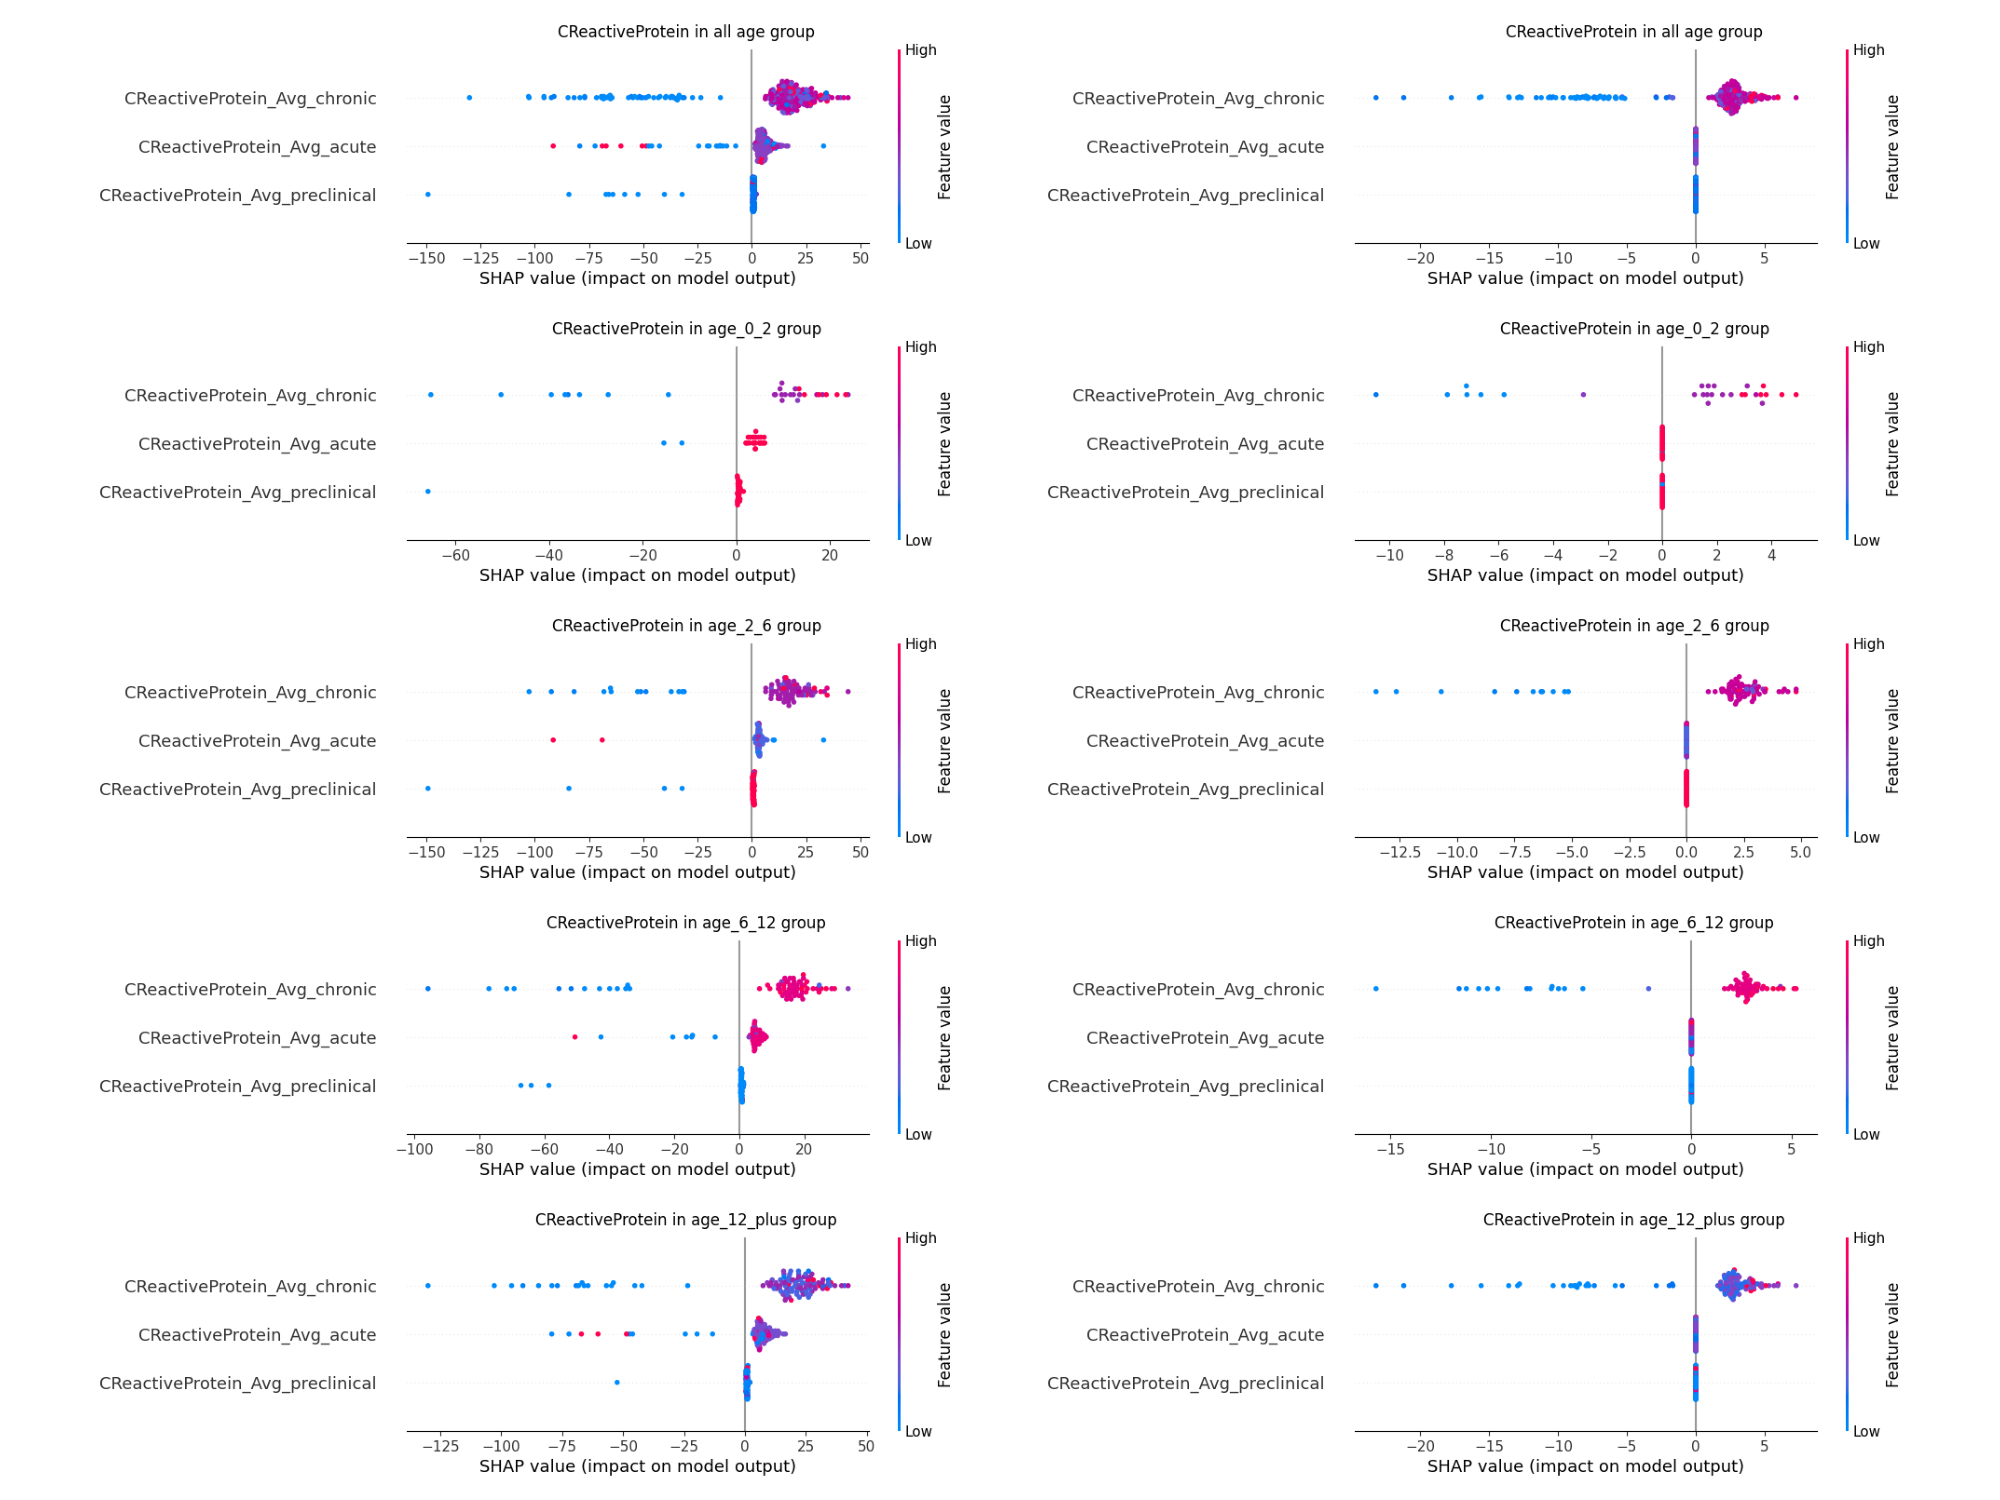 CReactiveProtein in all age group
High
CReactiveProtein_Avg_chronic
CReactiveProtein_Avg_acute
CReactiveProtein_Avg_preclinical
Feature value
Low
−150 −125 −100 −75 −50 −25 0 25 50
SHAP value (impact on model output)
CReactiveProtein in all age group
High
CReactiveProtein_Avg_chronic
CReactiveProtein_Avg_acute
CReactiveProtein_Avg_preclinical
Feature value
Low
−20 −15 −10 −5 0 5
SHAP value (impact on model output)
CReactiveProtein in age_0_2 group
High
CReactiveProtein_Avg_chronic
CReactiveProtein_Avg_acute
CReactiveProtein_Avg_preclinical
Feature value
Low
−60 −40 −20 0 20
SHAP value (impact on model output)
CReactiveProtein in age_0_2 group
High
CReactiveProtein_Avg_chronic
CReactiveProtein_Avg_acute
CReactiveProtein_Avg_preclinical
Feature value
Low
−10 −8 −6 −4 −2 0 2 4
SHAP value (impact on model output)
CReactiveProtein in age_2_6 group
High
CReactiveProtein_Avg_chronic
CReactiveProtein_Avg_acute
CReactiveProtein_Avg_preclinical
Feature value
Low
−150 −125 −100 −75 −50 −25 0 25 50
SHAP value (impact on model output)
CReactiveProtein in age_2_6 group
High
CReactiveProtein_Avg_chronic
CReactiveProtein_Avg_acute
CReactiveProtein_Avg_preclinical
Feature value
Low
−12.5 −10.0 −7.5 −5.0 −2.5 0.0 2.5 5.0
SHAP value (impact on model output)
CReactiveProtein in age_6_12 group
High
CReactiveProtein_Avg_chronic
CReactiveProtein_Avg_acute
CReactiveProtein_Avg_preclinical
Feature value
Low
−100 −80 −60 −40 −20 0 20
SHAP value (impact on model output)
CReactiveProtein in age_6_12 group
High
CReactiveProtein_Avg_chronic
CReactiveProtein_Avg_acute
CReactiveProtein_Avg_preclinical
Feature value
Low
−15 −10 −5 0 5
SHAP value (impact on model output)
CReactiveProtein in age_12_plus group
High
CReactiveProtein_Avg_chronic
CReactiveProtein_Avg_acute
CReactiveProtein_Avg_preclinical
Feature value
Low
−125 −100 −75 −50 −25 0 25 50
SHAP value (impact on model output)
CReactiveProtein in age_12_plus group
High
CReactiveProtein_Avg_chronic
CReactiveProtein_Avg_acute
CReactiveProtein_Avg_preclinical
Feature value
Low
−20 −15 −10 −5 0 5
SHAP value (impact on model output)